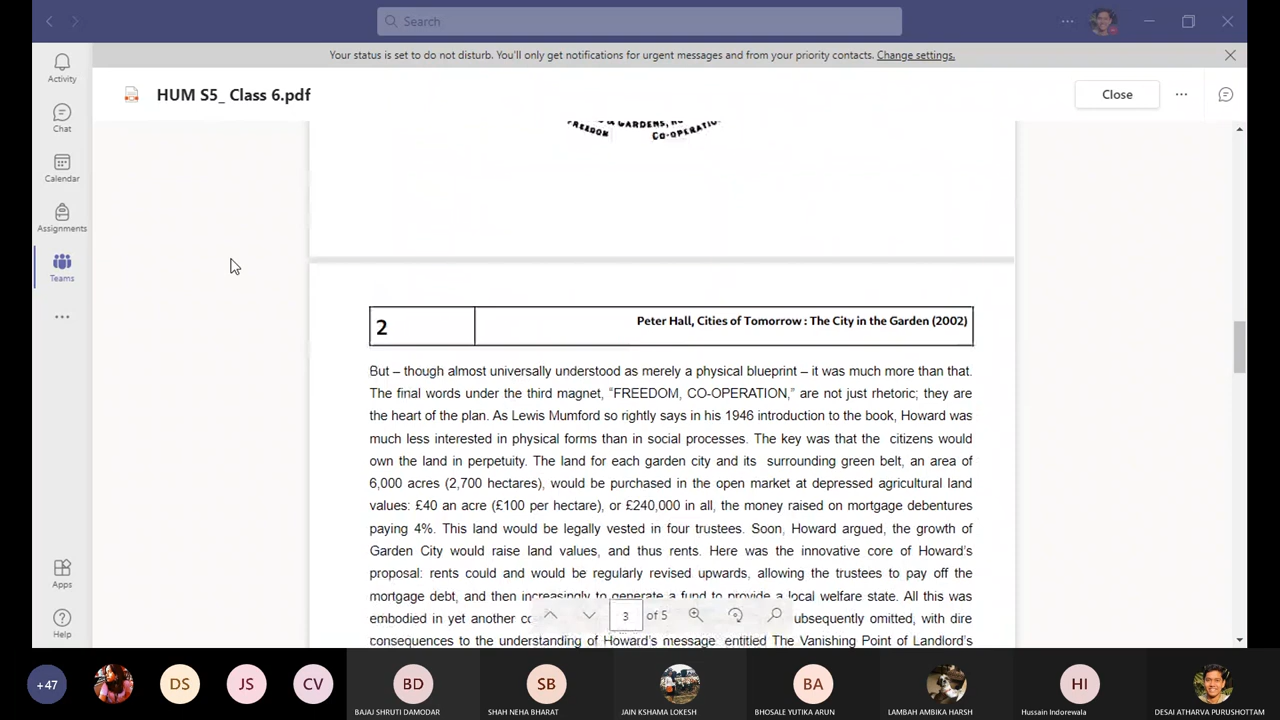 Search
Your status is set to do not disturb. You'll only get notifications for urgent messages and from your priority contacts. Change settings.
Activity
Chat
Calendar
Assignments
Teams
Apps
Help
HUM S5_ Class 6.pdf
Close
& GARDENS,
FREEDOM CO-OPERATION
2
Peter Hall, Cities of Tomorrow : The City in the Garden (2002)
But – though almost universally understood as merely a physical blueprint – it was much more than that.
The final words under the third magnet, “FREEDOM, CO-OPERATION,” are not just rhetoric; they are
the heart of the plan. As Lewis Mumford so rightly says in his 1946 introduction to the book, Howard was
much less interested in physical forms than in social processes. The key was that the citizens would
own the land in perpetuity. The land for each garden city and its surrounding green belt, an area of
6,000 acres (2,700 hectares), would be purchased in the open market at depressed agricultural land
values: £40 an acre (£100 per hectare), or £240,000 in all, the money raised on mortgage debentures
paying 4%. This land would be legally vested in four trustees. Soon, Howard argued, the growth of
Garden City would raise land values, and thus rents. Here was the innovative core of Howard’s
proposal: rents could and would be regularly revised upwards, allowing the trustees to pay off the
mortgage debt, and then increasingly to generate a fund to provide a local welfare state. All this was
embodied in yet another co ubsequently omitted, with dire
consequences to the understanding of Howard’s message entitled The Vanishing Point of Landlord’s
3 of 5
+47
DS
JS
CV
BD
BAJAJ SHRUTI DAMODAR
SB
SHAH NEHA BHARAT
JAIN KSHAMA LOKESH
BA
BHOSALE YUTIKA ARUN
LAMBAH AMBIKA HARSH
HI
Hussain Indorewala
DESAI ATHARVA PURUSHOTTAM